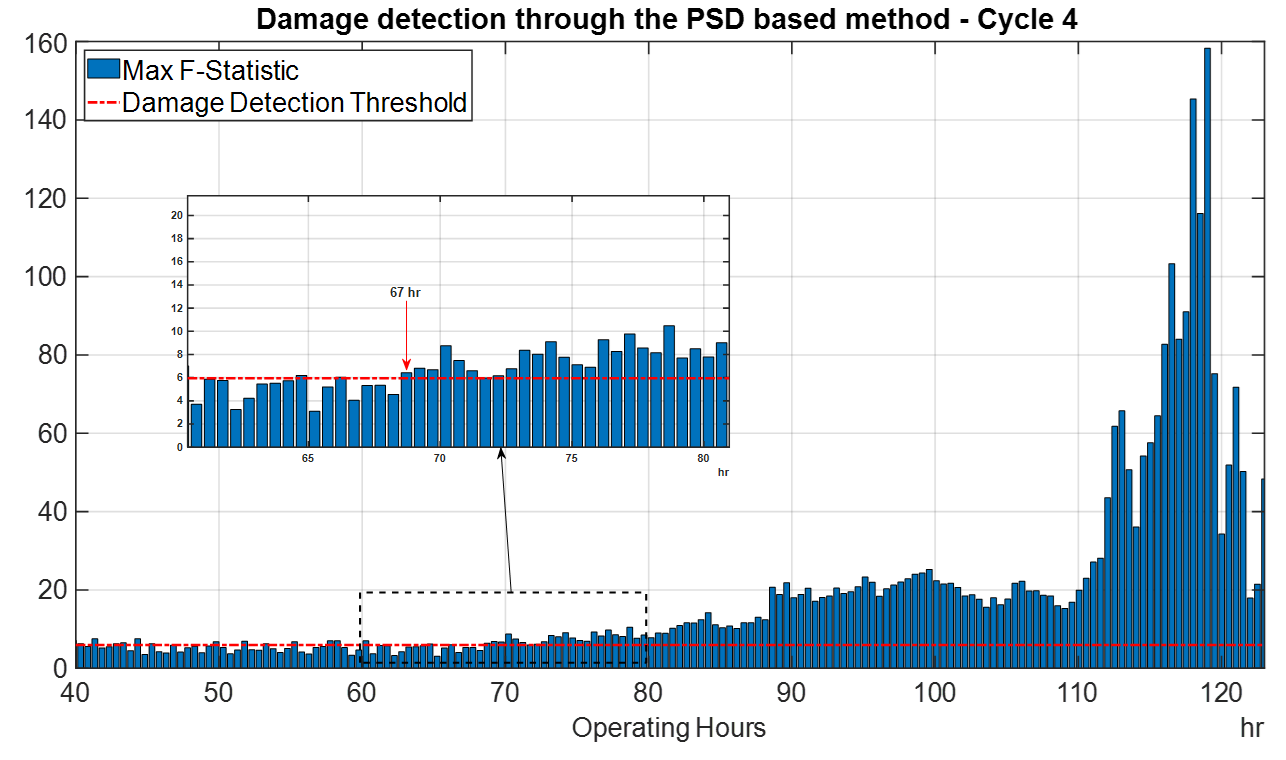 Damage detection through the PSD based method - Cycle 4
160
140
120
100
80
60
40
20
0
Max F-Statistic
Damage Detection Threshold
20
18
16
14
12
10
8
6
4
2
0
67 hr
65 70 75 80
hr
40 50 60 70 80 90 100 110 120
Operating Hours
hr